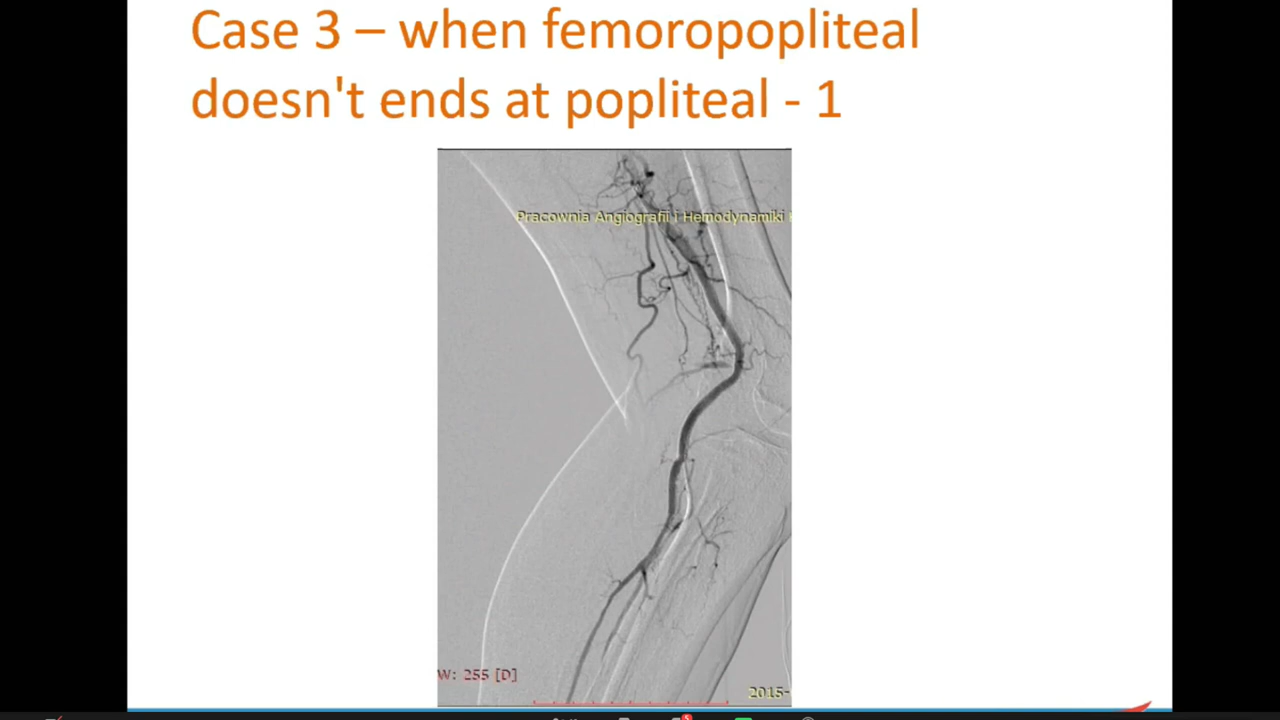 Case 3 – when femoropopliteal
doesn't ends at popliteal - 1
Pracownia Angiografii i Hemodynamiki
W: 255 [D]
2015-